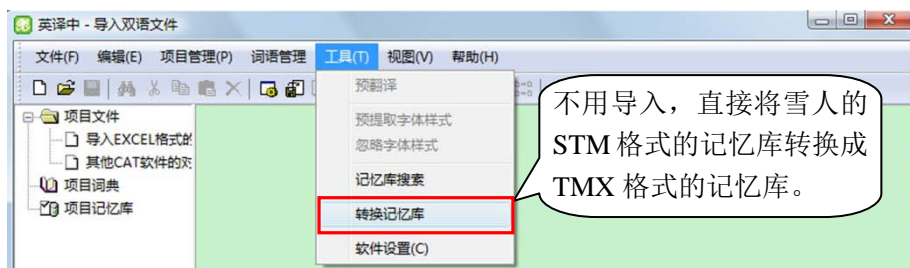 英译中 - 导入双语文件
文件(F) 编辑(E) 项目管理(P) 词语管理 工具(T) 视图(V) 帮助(H)
预翻译
预提取字体样式
忽略字体样式
记忆库搜索
转换记忆库
软件设置(C)
项目文件
导入EXCEL格式的
其他CAT软件的对
项目词典
项目记忆库
不用导入，直接将雪人的
STM 格式的记忆库转换成
TMX 格式的记忆库。